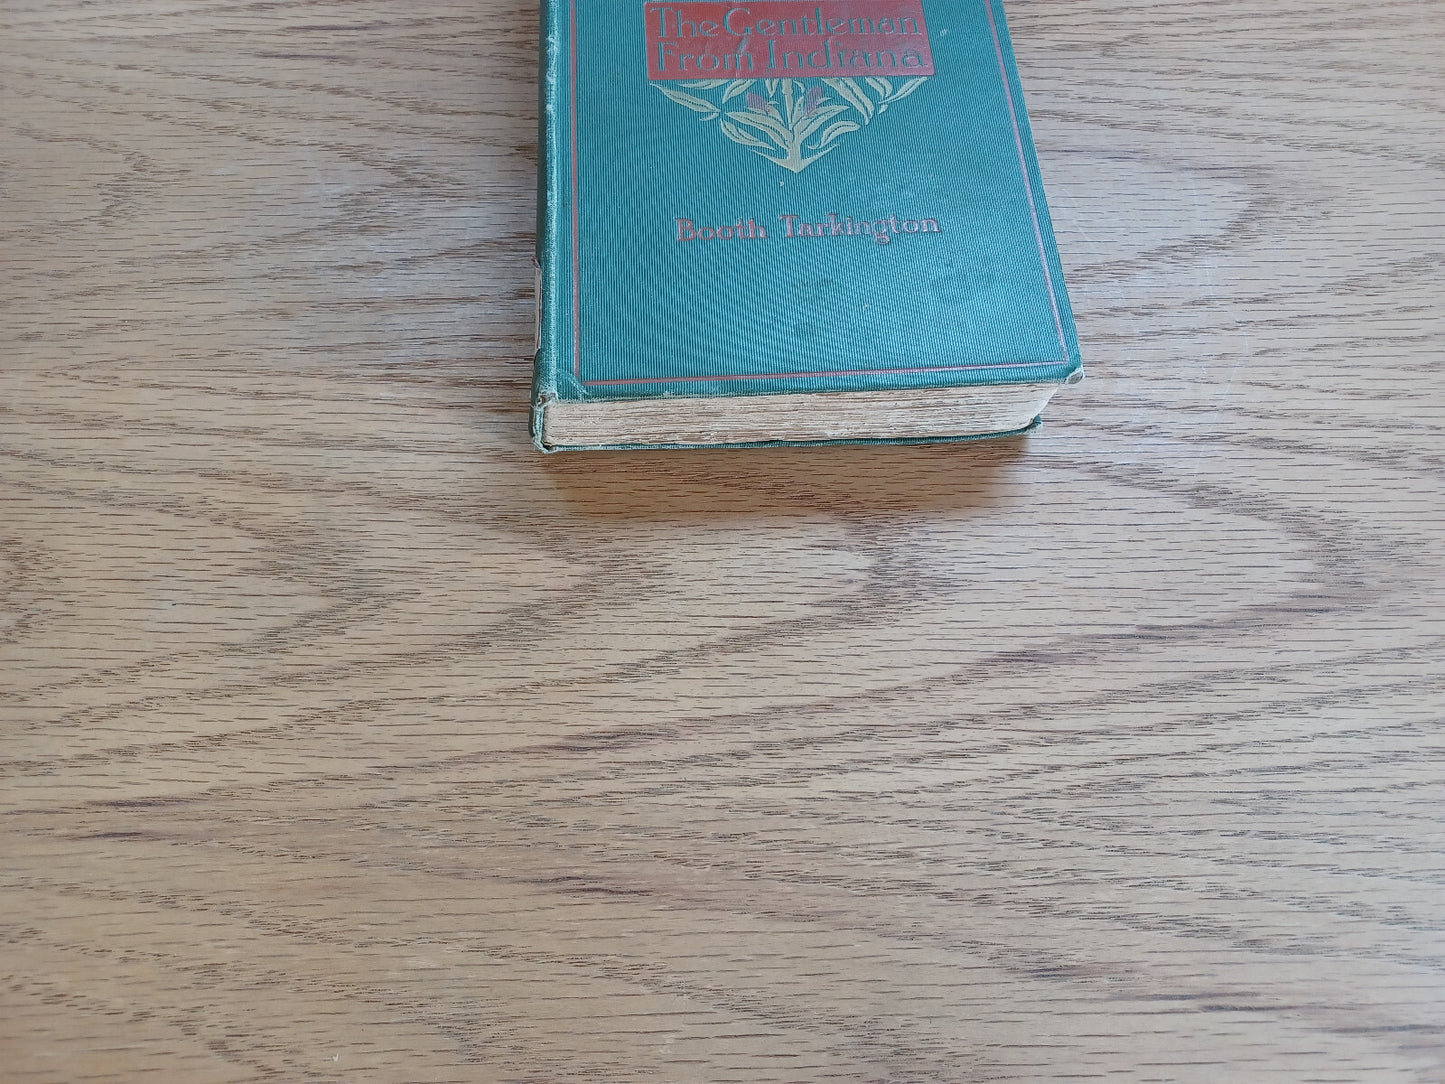 The Gentleman
From Indiana
Booth Tarkington